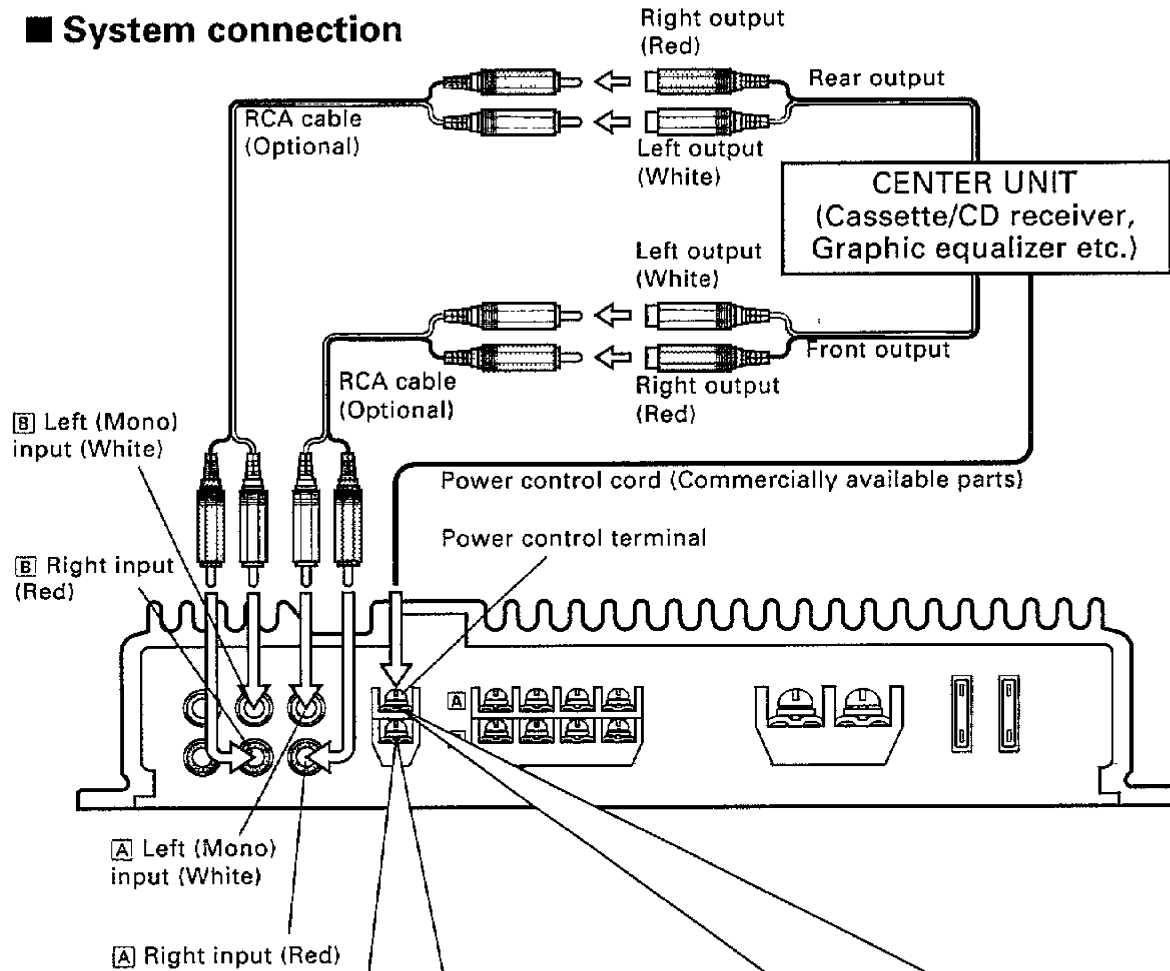 ■ System connection
Right output
(Red)
Rear output
RCA cable
(Optional)
Left output
(White)
CENTER UNIT
(Cassette/CD receiver,
Graphic equalizer etc.)
Left output
(White)
Front output
RCA cable
(Optional)
Right output
(Red)
B Left (Mono)
input (White)
Power control cord (Commercially available parts)
Power control terminal
B Right input
(Red)
A
A Left (Mono)
input (White)
A Right input (Red)